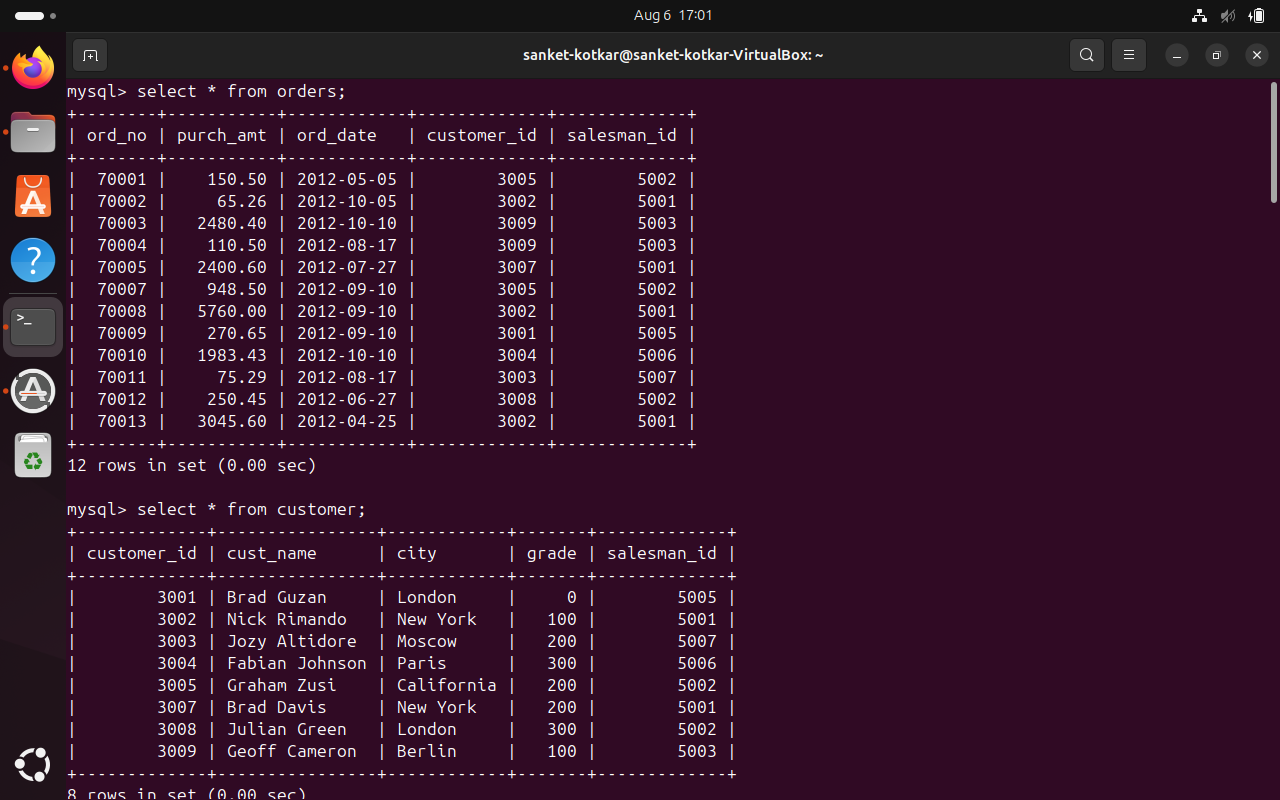 Aug 6 17:01
sanket-kotkar@sanket-kotkar-VirtualBox: ~
mysql> select * from orders;
+--------+-----------+------------+-------------+-------------+
| ord_no | purch_amt | ord_date   | customer_id | salesman_id |
+--------+-----------+------------+-------------+-------------+
|  70001 |    150.50 | 2012-05-05 |        3005 |        5002 |
|  70002 |     65.26 | 2012-10-05 |        3002 |        5001 |
|  70003 |   2480.40 | 2012-10-10 |        3009 |        5003 |
|  70004 |    110.50 | 2012-08-17 |        3009 |        5003 |
|  70005 |   2400.60 | 2012-07-27 |        3007 |        5001 |
|  70007 |    948.50 | 2012-09-10 |        3005 |        5002 |
|  70008 |   5760.00 | 2012-09-10 |        3002 |        5001 |
|  70009 |    270.65 | 2012-09-10 |        3001 |        5005 |
|  70010 |   1983.43 | 2012-10-10 |        3004 |        5006 |
|  70011 |     75.29 | 2012-08-17 |        3003 |        5007 |
|  70012 |    250.45 | 2012-06-27 |        3008 |        5002 |
|  70013 |   3045.60 | 2012-04-25 |        3002 |        5001 |
+--------+-----------+------------+-------------+-------------+
12 rows in set (0.00 sec)
mysql> select * from customer;
+-------------+----------------+------------+-------+-------------+
| customer_id | cust_name      | city       | grade | salesman_id |
+-------------+----------------+------------+-------+-------------+
|        3001 | Brad Guzan     | London     |     0 |        5005 |
|        3002 | Nick Rimando   | New York   |   100 |        5001 |
|        3003 | Jozy Altidore  | Moscow     |   200 |        5007 |
|        3004 | Fabian Johnson | Paris      |   300 |        5006 |
|        3005 | Graham Zusi    | California |   200 |        5002 |
|        3007 | Brad Davis     | New York   |   200 |        5001 |
|        3008 | Julian Green   | London     |   300 |        5002 |
|        3009 | Geoff Cameron  | Berlin     |   100 |        5003 |
+-------------+----------------+------------+-------+-------------+
8 rows in set (0.00 sec)